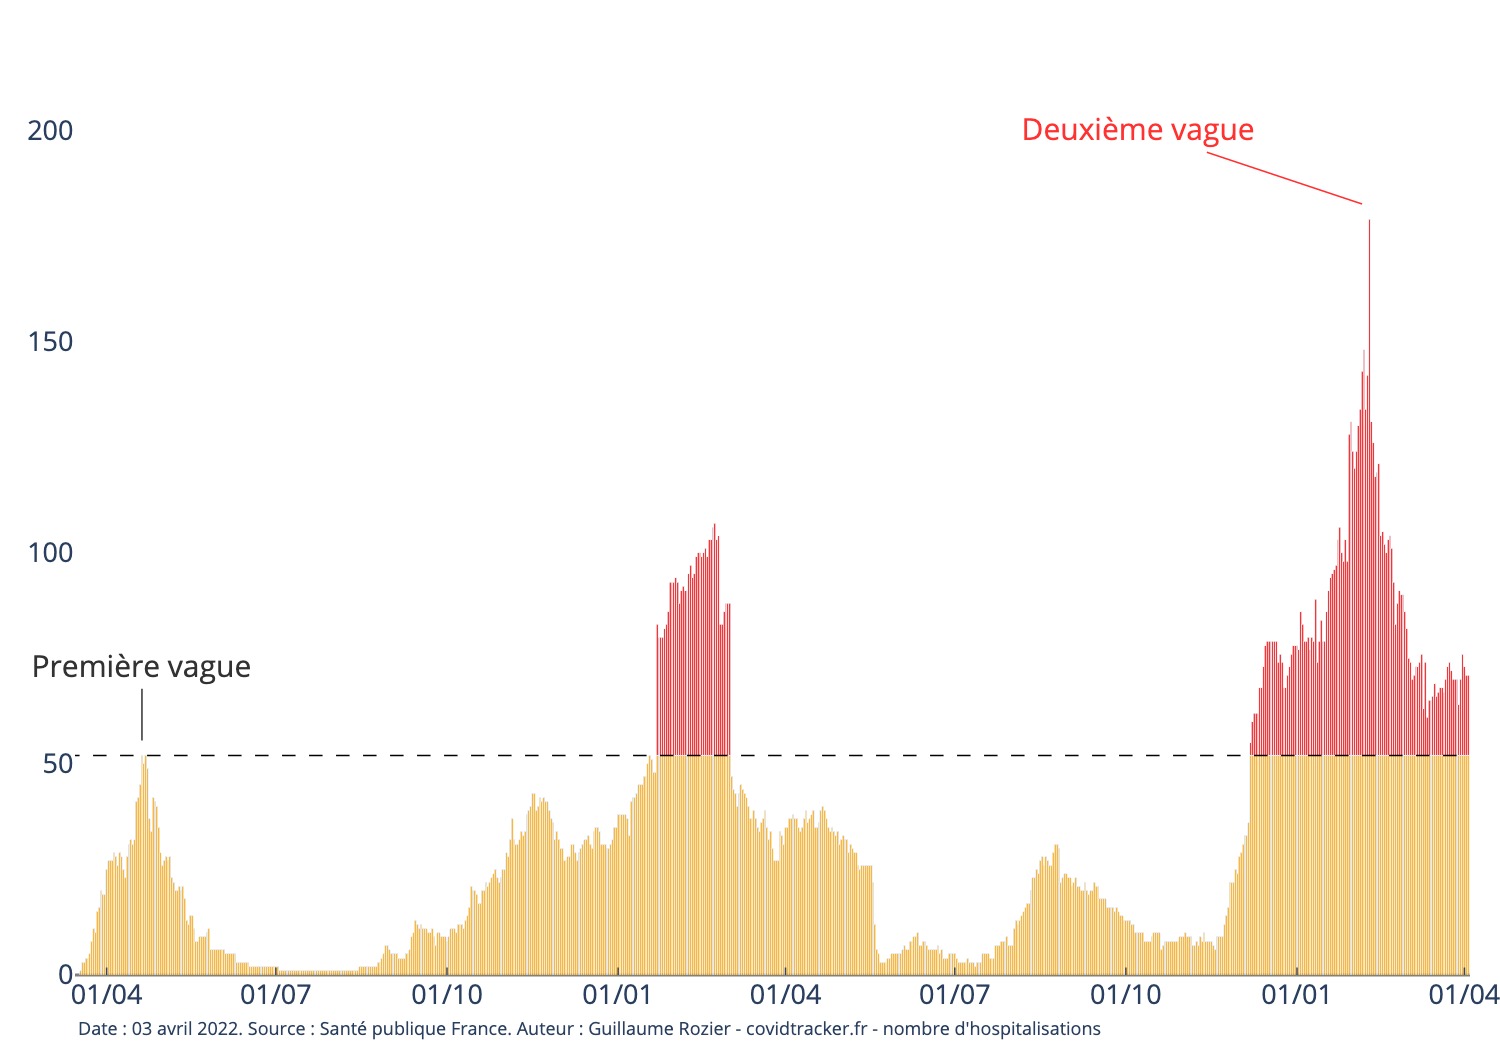 200
Deuxième vague
150
100
Première vague
50
0
01/04 01/07 01/10 01/01 01/04 01/07 01/10 01/01 01/04
Date : 03 avril 2022. Source : Santé publique France. Auteur : Guillaume Rozier - covidtracker.fr - nombre d'hospitalisations